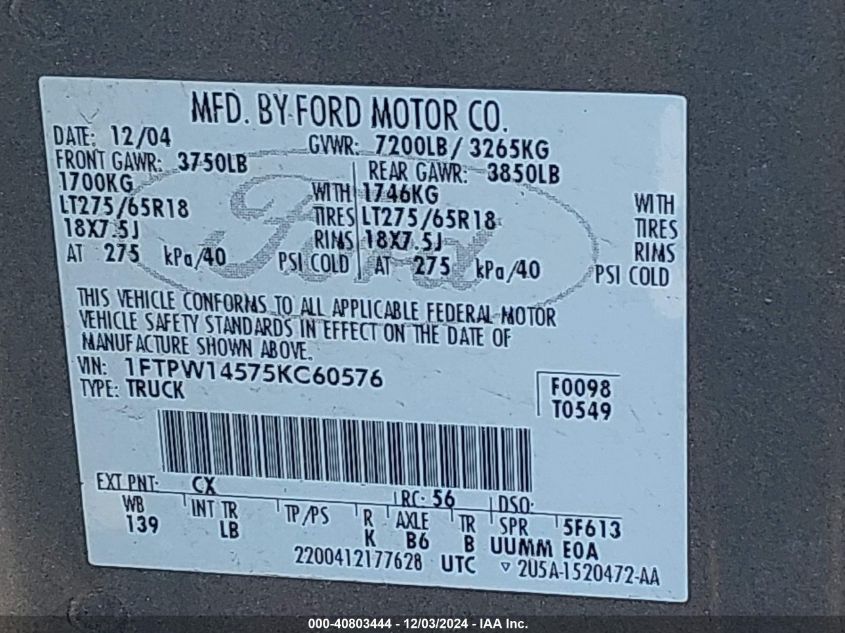 MFD. BY FORD MOTOR CO.
DATE: 12/04 GVWR: 7200LB / 3265KG
FRONT GAWR: 3750LB REAR GAWR: 3850LB
1700KG WITH 1746KG WITH
LT275/65R18 TIRES LT275/65R18 TIRES
18X7.5J RIMS 18X7.5J RIMS
AT 275 kPa/40 PSI COLD AT 275 kPa/40 PSI COLD
Ford
THIS VEHICLE CONFORMS TO ALL APPLICABLE FEDERAL MOTOR
VEHICLE SAFETY STANDARDS IN EFFECT ON THE DATE OF
MANUFACTURE SHOWN ABOVE.
VIN: 1FTPW14575KC60576
TYPE: TRUCK
F0098
T0549
EXT PNT: CX RC: 56 DSO:
WB INT TR TP/PS R AXLE TR SPR 5F613
139 LB K B6 B UUMM EOA
2200412177628 UTC ▽ 2U5A-1520472-AA
000-40803444 - 12/03/2024 - IAA Inc.